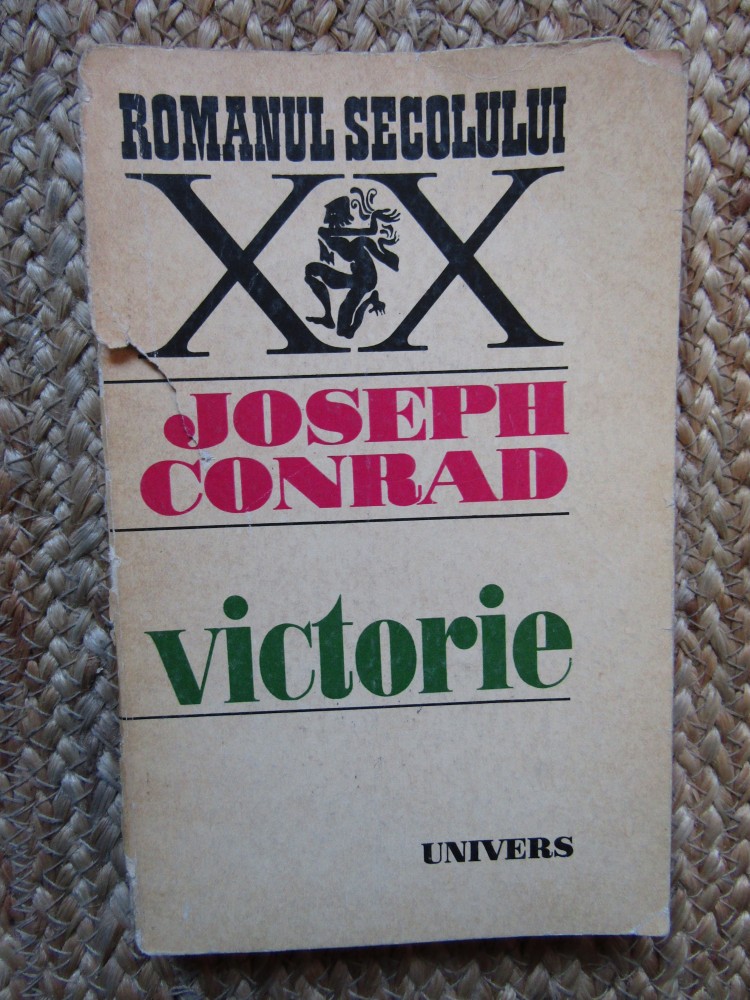 ROMANUL SECOLULUI
XX
JOSEPH
CONRAD
victorie
UNIVERS